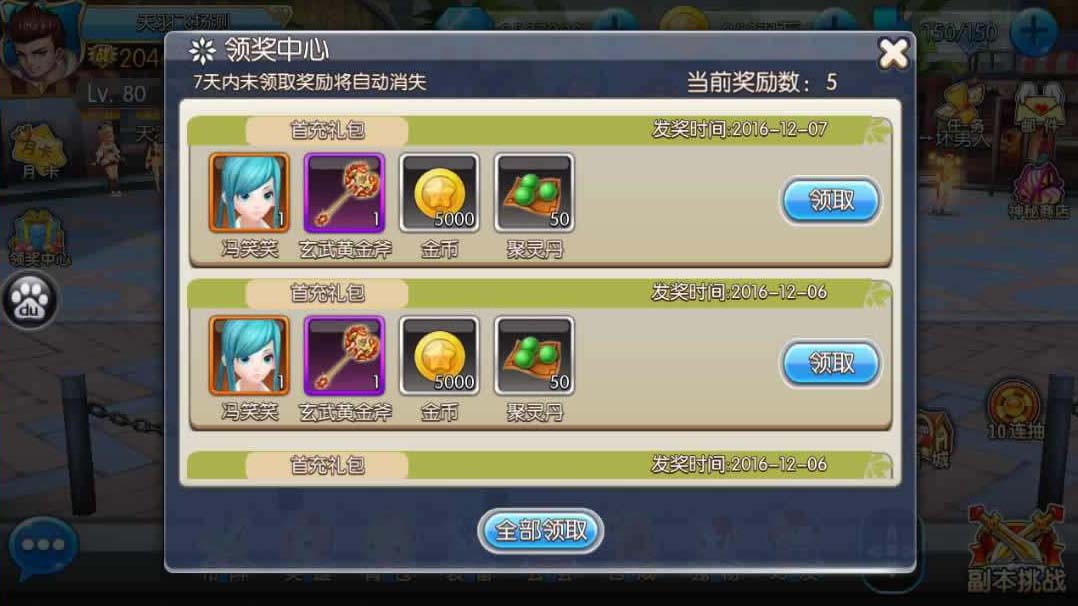 领奖中心
7天内未领取奖励将自动消失
当前奖励数：5
首充礼包
发奖时间:2016-12-07
1
1
5000
50
冯笑笑
玄武黄金斧
金币
聚灵丹
领取
首充礼包
发奖时间:2016-12-06
1
1
5000
50
冯笑笑
玄武黄金斧
金币
聚灵丹
领取
首充礼包
发奖时间:2016-12-06
全部领取
Lv. 80
月卡
月卡
领奖中心
du
150/150
神秘商店
10连抽
副本挑战